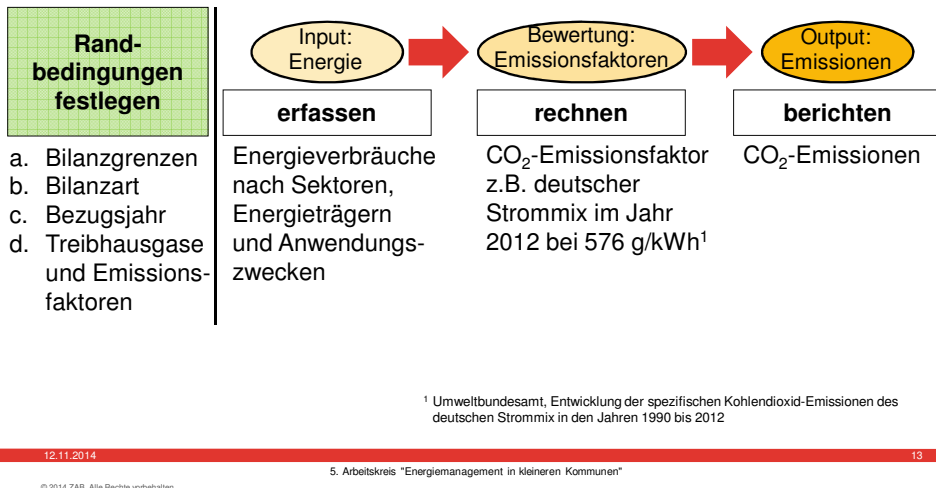 Rand-
bedingungen
festlegen
a. Bilanzgrenzen
b. Bilanzart
c. Bezugsjahr
d. Treibhausgase
und Emissions-
faktoren
Input:
Energie
erfassen
Energieverbräuche
nach Sektoren,
Energieträgern
und Anwendungs-
zwecken
Bewertung:
Emissionsfaktoren
rechnen
CO₂-Emissionsfaktor
z.B. deutscher
Strommix im Jahr
2012 bei 576 g/kWh¹
Output:
Emissionen
berichten
CO₂-Emissionen
¹ Umweltbundesamt, Entwicklung der spezifischen Kohlendioxid-Emissionen des
deutschen Strommix in den Jahren 1990 bis 2012
12.11.2014
13
5. Arbeitskreis "Energiemanagement in kleineren Kommunen"
© 2014 ZAB. Alle Rechte vorbehalten